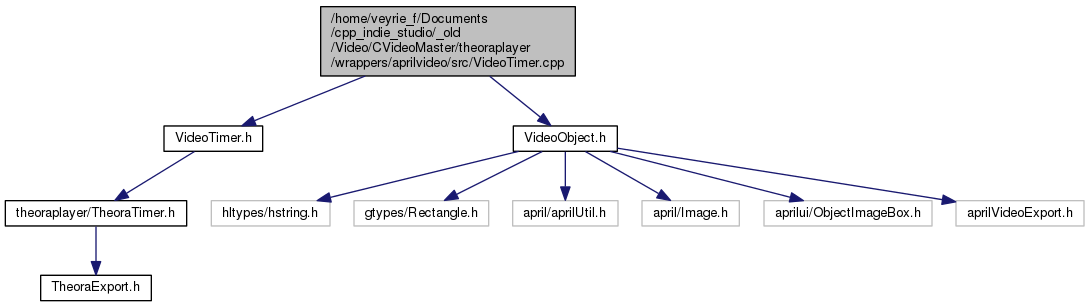 /home/veyrie_f/Documents
/cpp_indie_studio/_old
/Video/CVideoMaster/theoraplayer
/wrappers/aprilvideo/src/VideoTimer.cpp
VideoTimer.h
VideoObject.h
theoraplayer/TheoraTimer.h
hltypes/hstring.h
gtypes/Rectangle.h
april/aprilUtil.h
april/Image.h
aprilui/ObjectImageBox.h
aprilVideoExport.h
TheoraExport.h